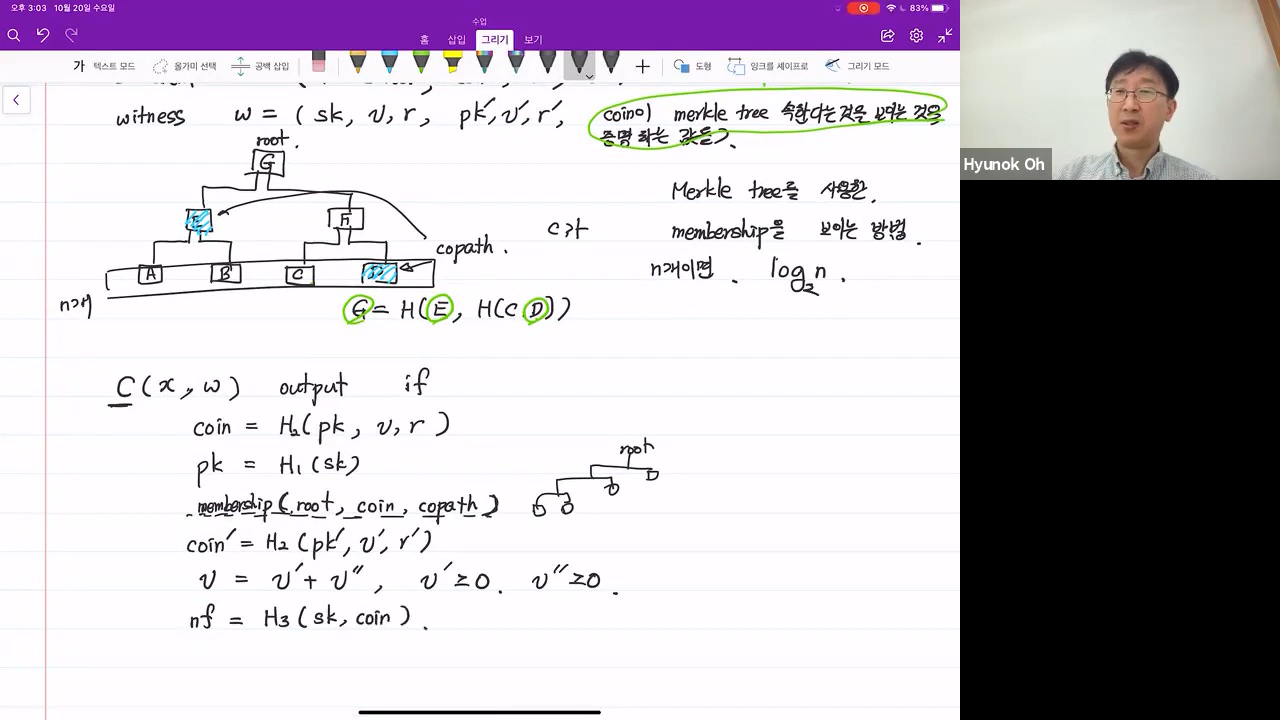 오후 3:03 10월 20일 수요일
83%
수업
홈 삽입 그리기 보기
가 텍스트 모드 올가미 선택 공백 삽입 도형 잉크를 셰이프로 그리기 모드
witness w = ( sk, v, r, pk′, v′, r′, coin이 merkle tree 속한다는 것을 보이는 것을
증명 하는 값들).
root.
G
F
A B C D
copath.
n개
G = H(E, H(C, D))
C가
Merkle tree를 사용한
membership을 보이는 방법.
n개이면. log₂n.
C(x, w) output if
coin = H₂(pk, v, r)
pk = H₁(sk)
membership(root, coin, copath)
root
coin′ = H₂(pk′, v′, r′)
v = v′ + v″, v′ ≥ 0. v″ ≥ 0.
nf = H₃(sk, coin).
Hyunok Oh